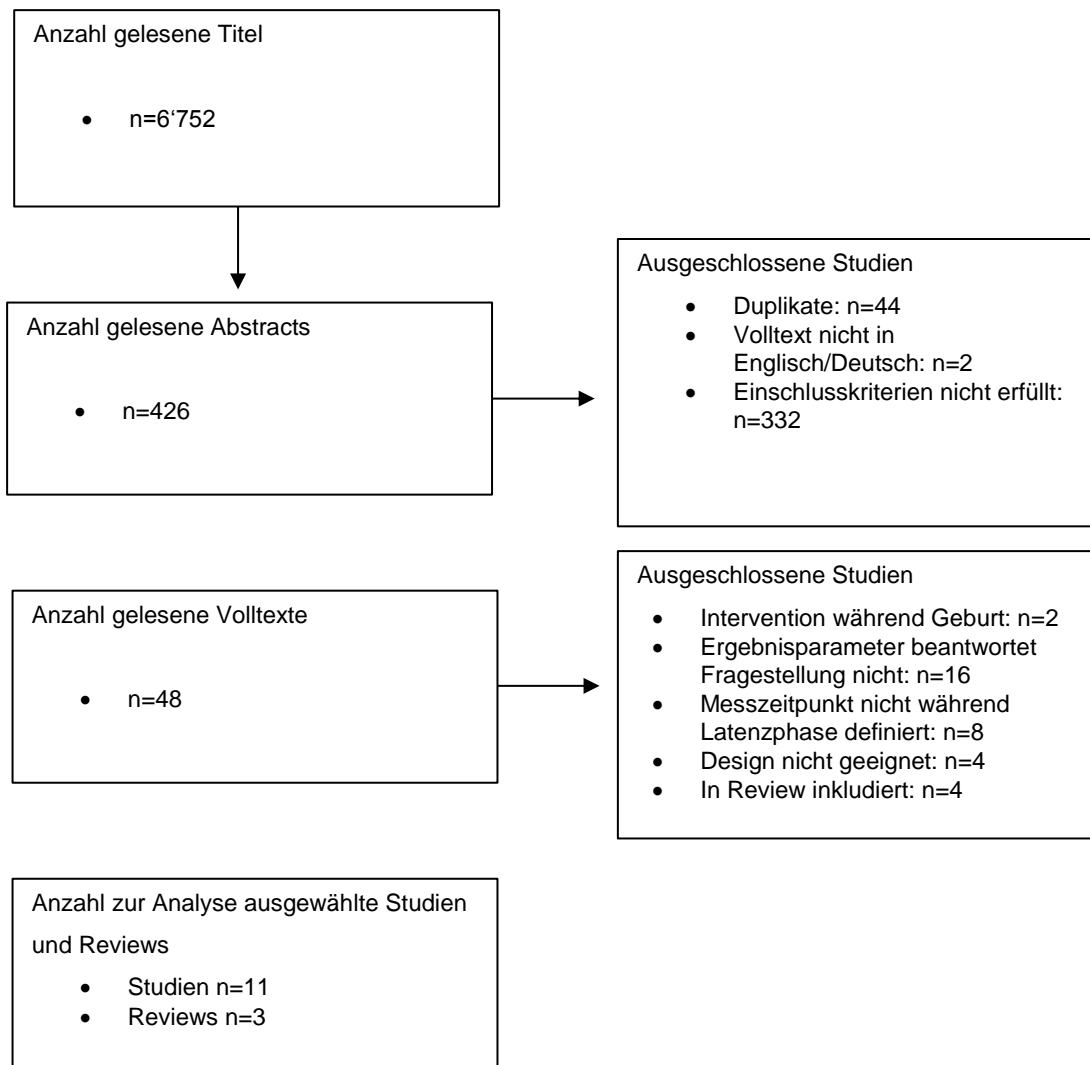 Anzahl gelesene Titel
• n=6‘752
Anzahl gelesene Abstracts
• n=426
Ausgeschlossene Studien
• Duplikate: n=44
• Volltext nicht in
Englisch/Deutsch: n=2
• Einschlusskriterien nicht erfüllt:
n=332
Anzahl gelesene Volltexte
• n=48
Ausgeschlossene Studien
• Intervention während Geburt: n=2
• Ergebnisparameter beantwortet
Fragestellung nicht: n=16
• Messzeitpunkt nicht während
Latenzphase definiert: n=8
• Design nicht geeignet: n=4
• In Review inkludiert: n=4
Anzahl zur Analyse ausgewählte Studien
und Reviews
• Studien n=11
• Reviews n=3